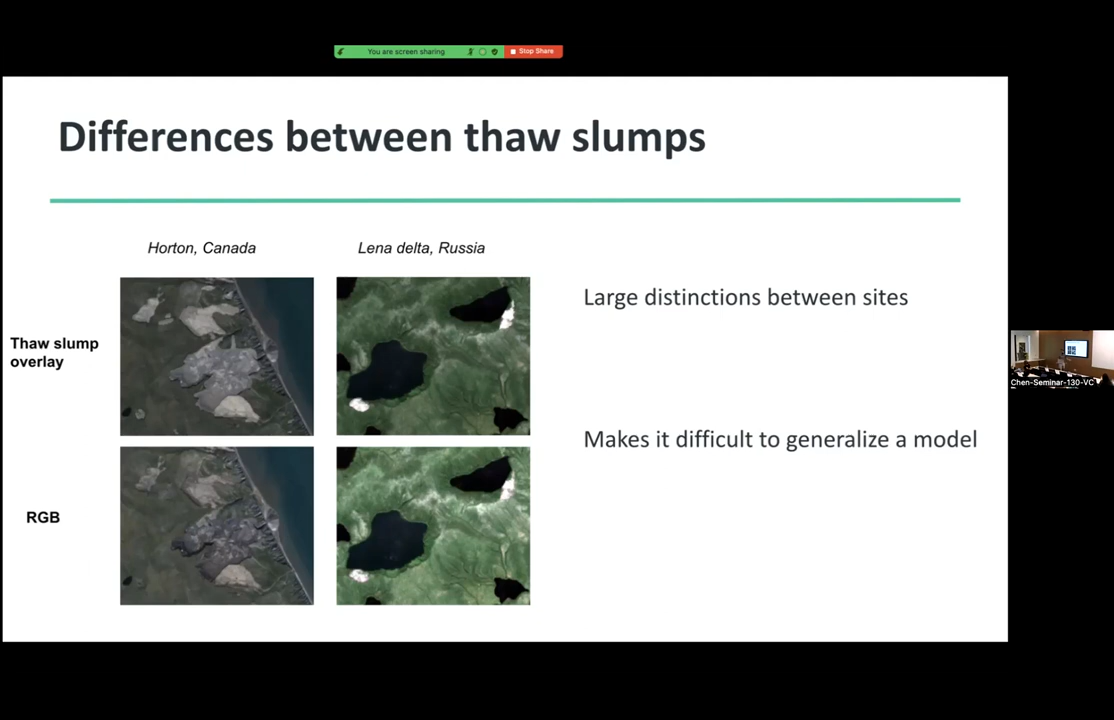 You are screen sharing
Stop Share
Differences between thaw slumps
Horton, Canada
Lena delta, Russia
Thaw slump
overlay
RGB
Large distinctions between sites
Makes it difficult to generalize a model
Chen-Seminar-130-VC